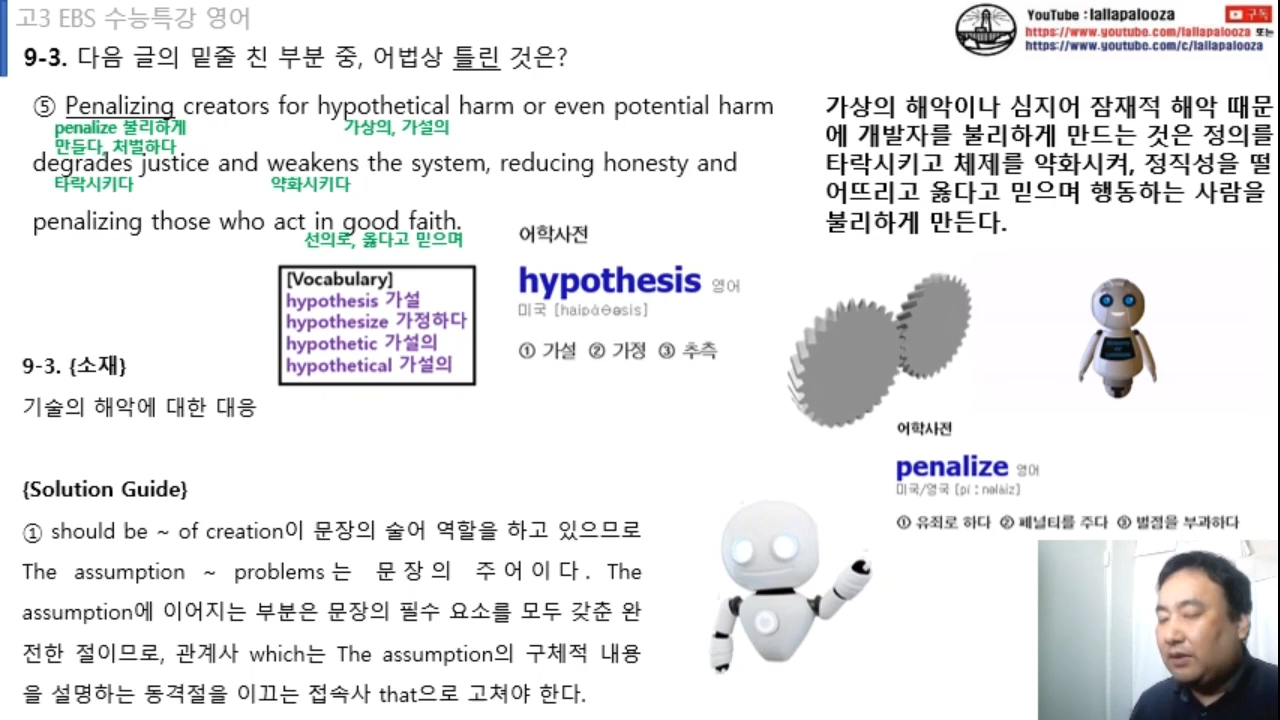 고3 EBS 수능특강 영어
9-3. 다음 글의 밑줄 친 부분 중, 어법상 틀린 것은?
YouTube : lallapalooza
구독
https://www.youtube.com/lallapalooza 또는
https://www.youtube.com/c/lallapalooza
⑤ Penalizing creators for hypothetical harm or even potential harm
penalize 불리하게
만들다, 처벌하다
가상의, 가설의
degrades justice and weakens the system, reducing honesty and
타락시키다
약화시키다
penalizing those who act in good faith.
선의로, 옳다고 믿으며
가상의 해악이나 심지어 잠재적 해악 때문
에 개발자를 불리하게 만드는 것은 정의를
타락시키고 체제를 약화시켜, 정직성을 떨
어뜨리고 옳다고 믿으며 행동하는 사람을
불리하게 만든다.
[Vocabulary]
hypothesis 가설
hypothesize 가정하다
hypothetic 가설의
hypothetical 가설의
어학사전
hypothesis 영어
① 가설 ② 가정 ③ 추측
9-3. {소재}
기술의 해악에 대한 대응
어학사전
penalize 영어
① 유죄로 하다 ② 페널티를 주다 ③ 벌점을 부과하다
{Solution Guide}
① should be ~ of creation이 문장의 술어 역할을 하고 있으므로
The assumption ~ problems는 문장의 주어이다. The
assumption에 이어지는 부분은 문장의 필수 요소를 모두 갖춘 완
전한 절이므로, 관계사 which는 The assumption의 구체적 내용
을 설명하는 동격절을 이끄는 접속사 that으로 고쳐야 한다.